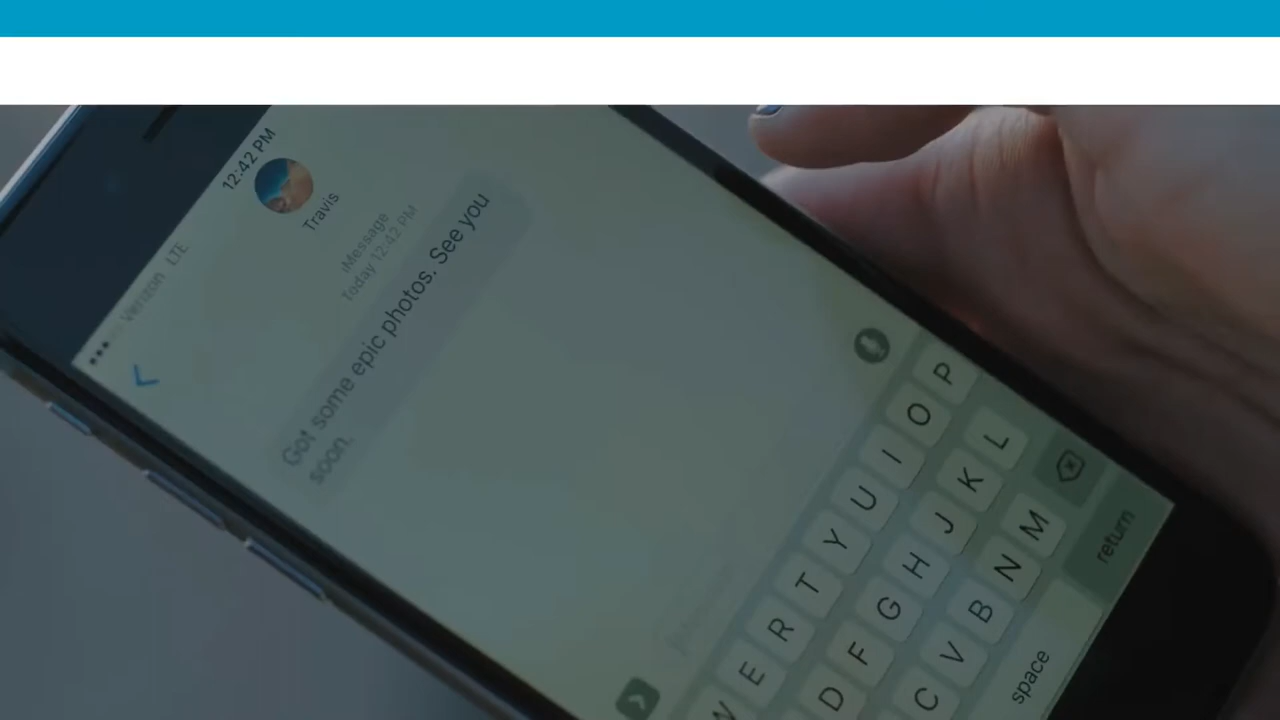 Verizon LTE
12:42 PM
Travis
iMessage
Today 12:42 PM
Got some epic photos. See you
soon.
E R T Y U I O P
D F G H J K L
C V B N M
space
return